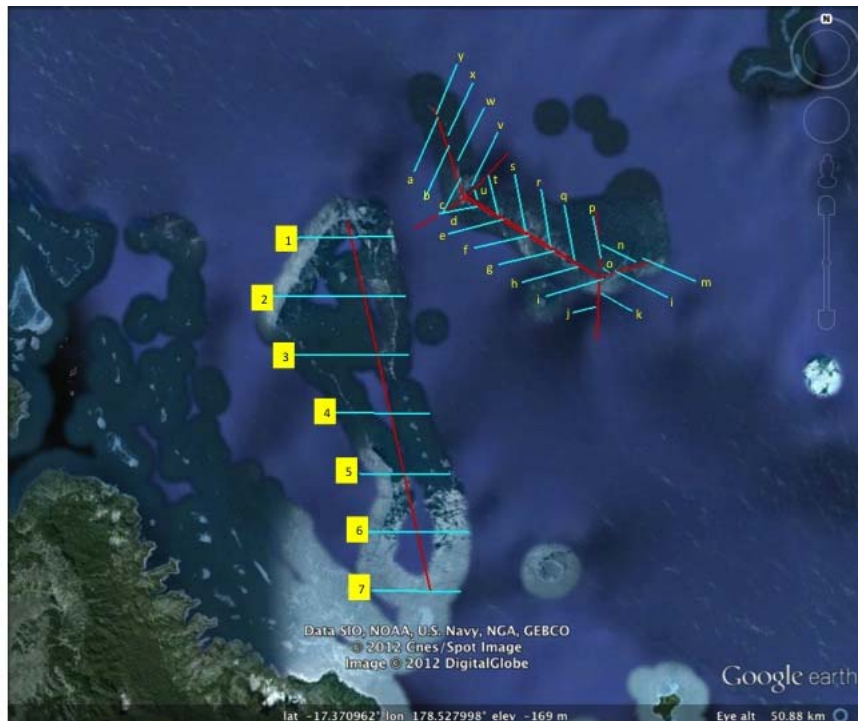 N
y
x
w
v
a
b
s
t
u
r
c
q
d
p
e
n
f
o
g
m
h
i
j
j
k
1
2
3
4
5
6
7
Data SIO, NOAA, U.S. Navy, NGA, GEBCO
© 2012 Cnes/Spot Image
Image © 2012 DigitalGlobe
Google earth
lat -17.370962° lon 178.527998° elev -169 m
Eye alt 50.88 km